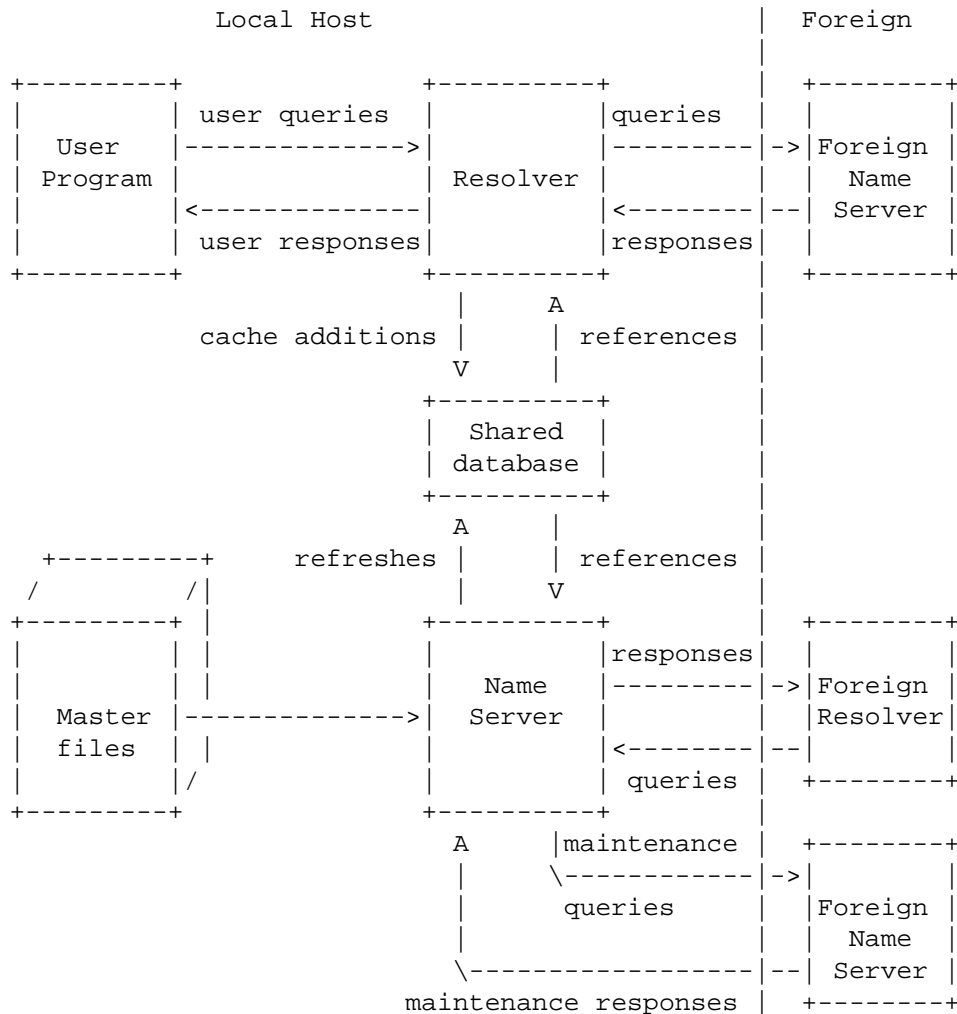 Local Host | Foreign
|
+---------+ +----------+ | +--------+
| | user queries | |queries | | |
| User |-------------->| |---------|->|Foreign |
| Program | | Resolver | | | Name |
| |<--------------| |<--------|--| Server |
| | user responses| |responses| | |
+---------+ +----------+ | +--------+
| A |
cache additions | | references |
V | |
+----------+ |
| Shared | |
| database | |
+----------+ |
A | |
+---------+ refreshes | | references |
/ /| | V |
+---------+ | +----------+ | +--------+
| | | | |responses| | |
| | | | Name |---------|->|Foreign |
| Master |-------------->| Server | | |Resolver|
| files | | | |<--------|--| |
| |/ | | queries | +--------+
+---------+ +----------+ |
A |maintenance | +--------+
| \------------|->| |
| queries | |Foreign |
| | | Name |
\------------------|--| Server |
maintenance responses | +--------+